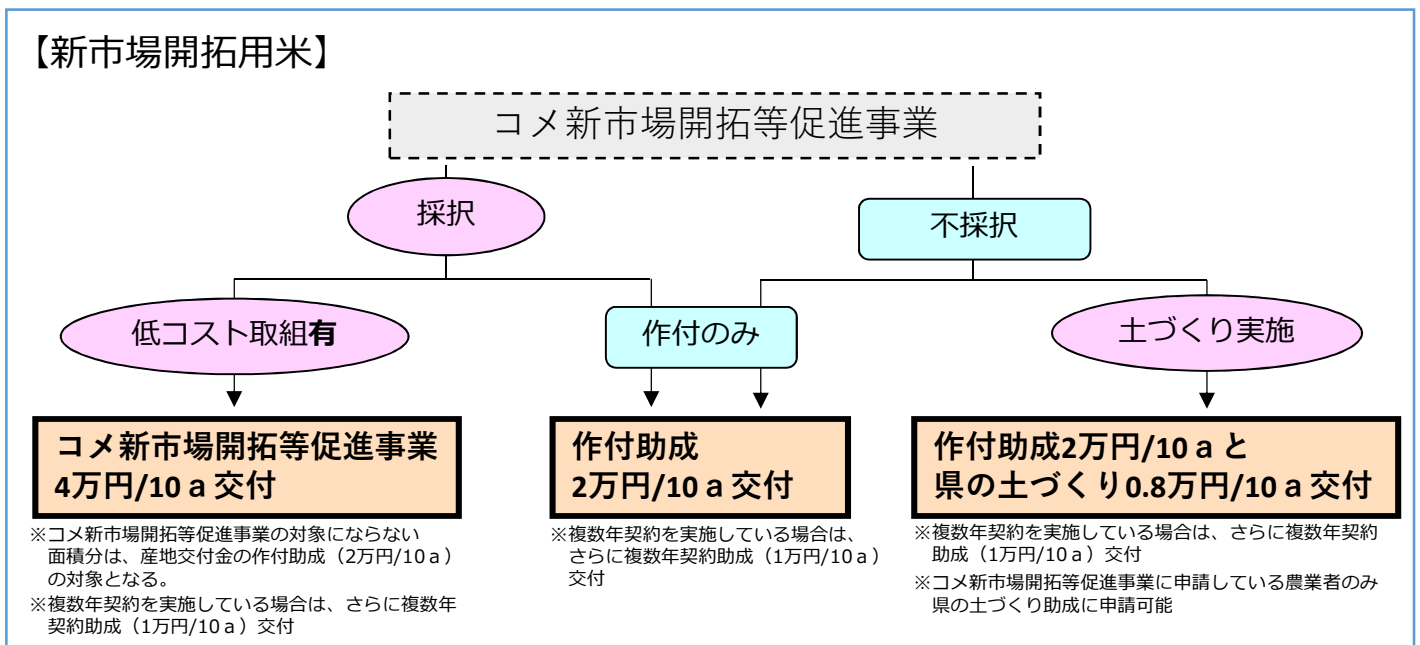 【新市場開拓用米】
コメ新市場開拓等促進事業
採択
不採択
低コスト取組有
作付のみ
土づくり実施
コメ新市場開拓等促進事業
4万円/10ａ交付
※コメ新市場開拓等促進事業の対象にならない
面積分は、産地交付金の作付助成（2万円/10ａ）
の対象となる。
※複数年契約を実施している場合は、さらに複数年
契約助成（1万円/10ａ）交付
作付助成
2万円/10ａ交付
※複数年契約を実施している場合は、
さらに複数年契約助成（1万円/10ａ）
交付
作付助成2万円/10ａと
県の土づくり0.8万円/10ａ交付
※複数年契約を実施している場合は、さらに複数年契約
助成（1万円/10ａ）交付
※コメ新市場開拓等促進事業に申請している農業者のみ
県の土づくり助成に申請可能